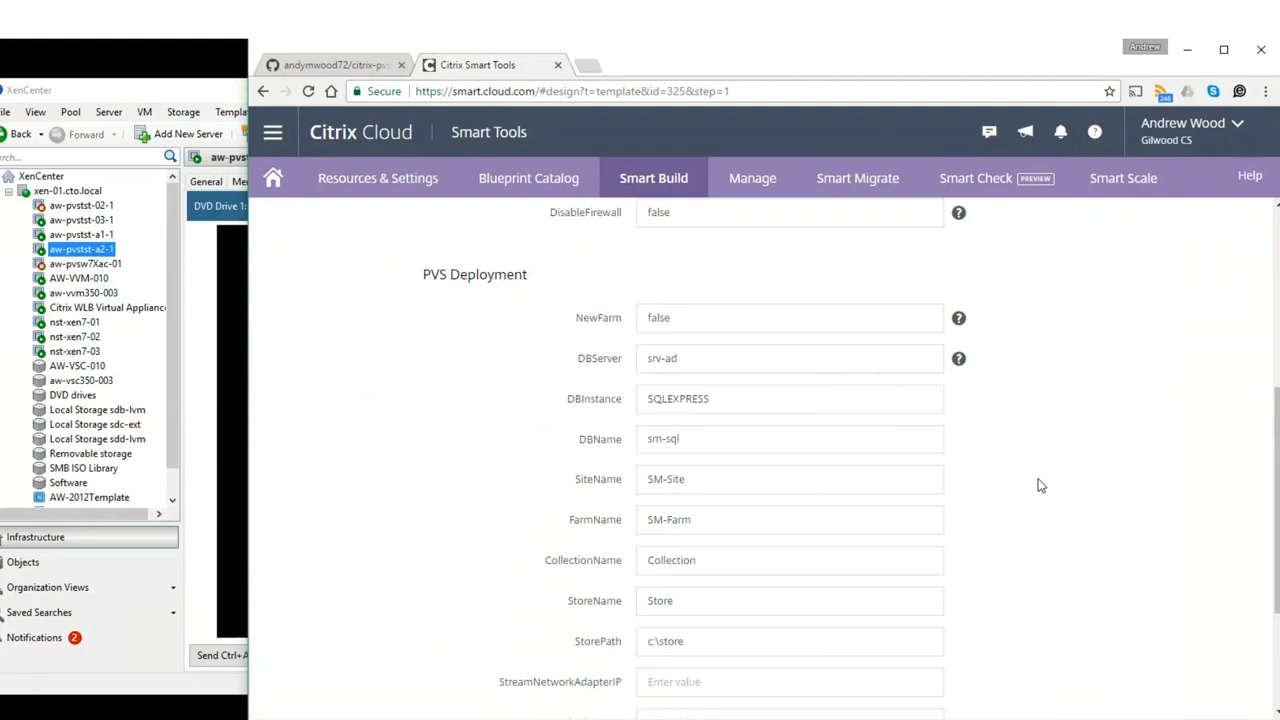 Andrew
andymwood72/citrix-pvs
Citrix Smart Tools
Secure
https://smart.cloud.com/#design?t=template&id=325&step=1
246
Citrix Cloud
Smart Tools
Andrew Wood
Gilwood CS
Resources & Settings
Blueprint Catalog
Smart Build
Manage
Smart Migrate
Smart Check PREVIEW
Smart Scale
Help
DisableFirewall false
PVS Deployment
NewFarm false
DBServer srv-ad
DBInstance SQLEXPRESS
DBName sm-sql
SiteName SM-Site
FarmName SM-Farm
CollectionName Collection
StoreName Store
StorePath c:\store
StreamNetworkAdapterIP Enter value
XenCenter
File View Pool Server VM Storage Templa
Back Forward Add New Server aw-pvst
Search...
General Me
XenCenter
xen-01.cto.local
aw-pvstst-02-1
aw-pvstst-03-1
aw-pvstst-a1-1
aw-pvstst-a2-1
aw-pvsw7Xac-01
AW-VVM-010
aw-vvm350-003
Citrix WLB Virtual Appliance
nst-xen7-01
nst-xen7-02
nst-xen7-03
AW-VSC-010
aw-vsc350-003
DVD drives
Local Storage sdb-lvm
Local Storage sdc-ext
Local Storage sdd-lvm
Removable storage
SMB ISO Library
Software
AW-2012Template
DVD Drive 1:
Infrastructure
Objects
Organization Views
Saved Searches
Notifications 2
Send Ctrl+A